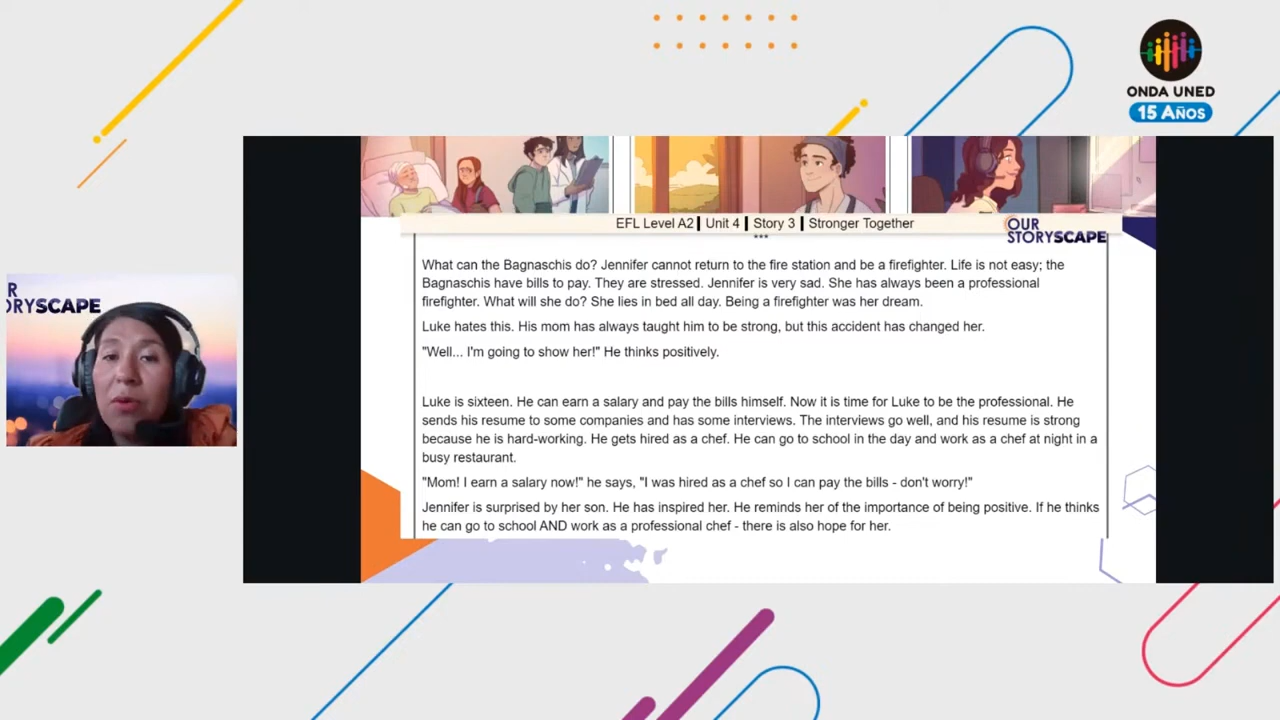 ONDA UNED
15 AÑOS
EFL Level A2 | Unit 4 | Story 3 | Stronger Together
OUR
STORYSCAPE
***
What can the Bagnaschis do? Jennifer cannot return to the fire station and be a firefighter. Life is not easy; the
Bagnaschis have bills to pay. They are stressed. Jennifer is very sad. She has always been a professional
firefighter. What will she do? She lies in bed all day. Being a firefighter was her dream.
Luke hates this. His mom has always taught him to be strong, but this accident has changed her.
"Well... I'm going to show her!" He thinks positively.
Luke is sixteen. He can earn a salary and pay the bills himself. Now it is time for Luke to be the professional. He
sends his resume to some companies and has some interviews. The interviews go well, and his resume is strong
because he is hard-working. He gets hired as a chef. He can go to school in the day and work as a chef at night in a
busy restaurant.
"Mom! I earn a salary now!" he says, "I was hired as a chef so I can pay the bills - don't worry!"
Jennifer is surprised by her son. He has inspired her. He reminds her of the importance of being positive. If he thinks
he can go to school AND work as a professional chef - there is also hope for her.
R
ORYSCAPE